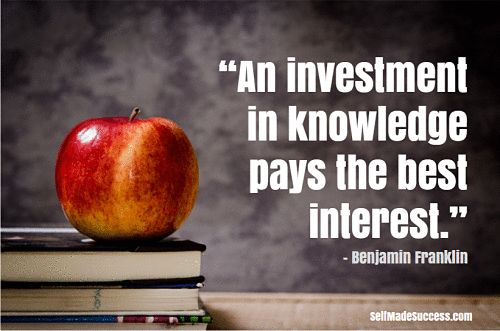 “An investment
in knowledge
pays the best
interest.”
- Benjamin Franklin
selfMadesuccess.com